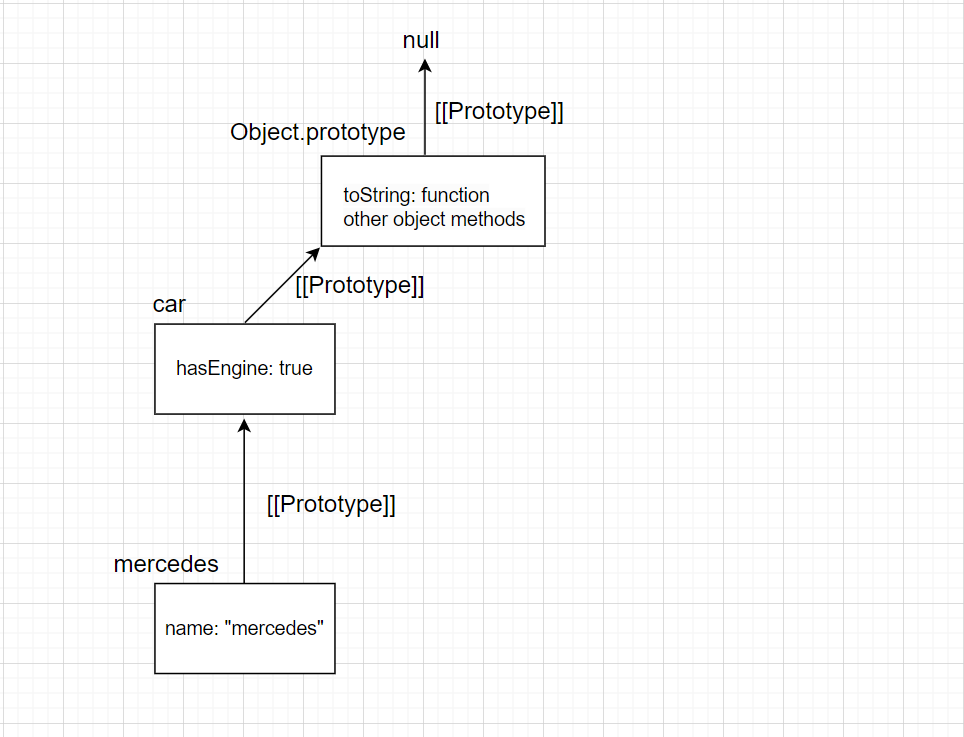 null
[[Prototype]]
Object.prototype
toString: function
other object methods
[[Prototype]]
car
hasEngine: true
[[Prototype]]
mercedes
name: "mercedes"